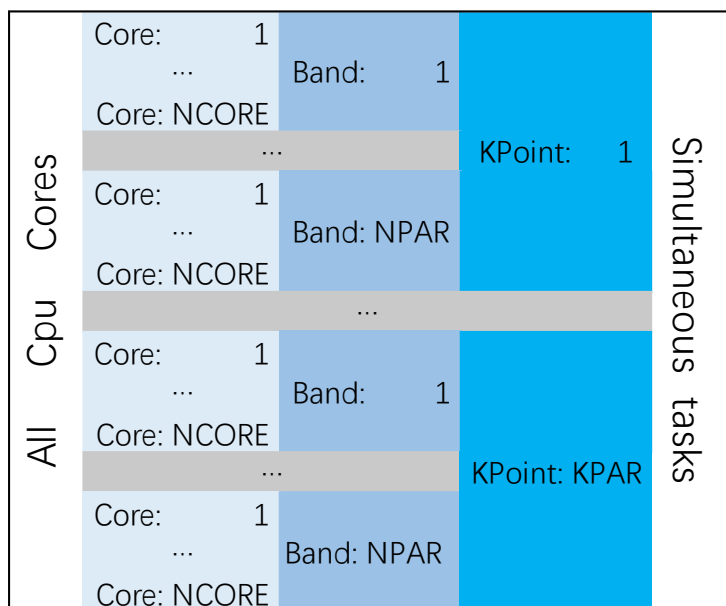 All Cpu Cores
Core: 1
...
Core: NCORE
Band: 1
...
Core: 1
...
Core: NCORE
Band: NPAR
KPoint: 1
...
Core: 1
...
Core: NCORE
Band: 1
...
Core: 1
...
Core: NCORE
Band: NPAR
KPoint: KPAR
Simultaneous tasks